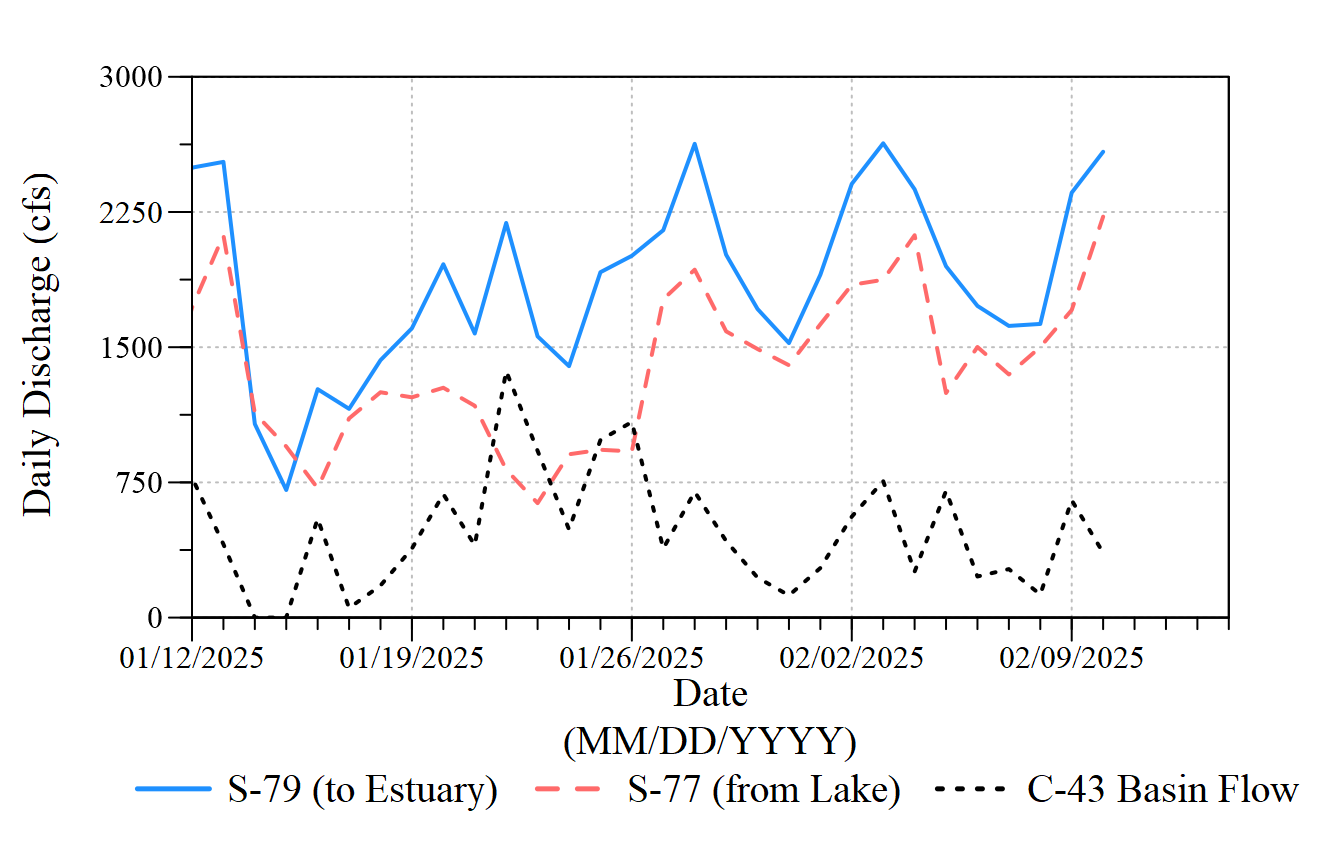 3000
2250
1500
750
0
Daily Discharge (cfs)
01/12/2025 01/19/2025 01/26/2025 02/02/2025 02/09/2025
Date
(MM/DD/YYYY)
S-79 (to Estuary) S-77 (from Lake) C-43 Basin Flow